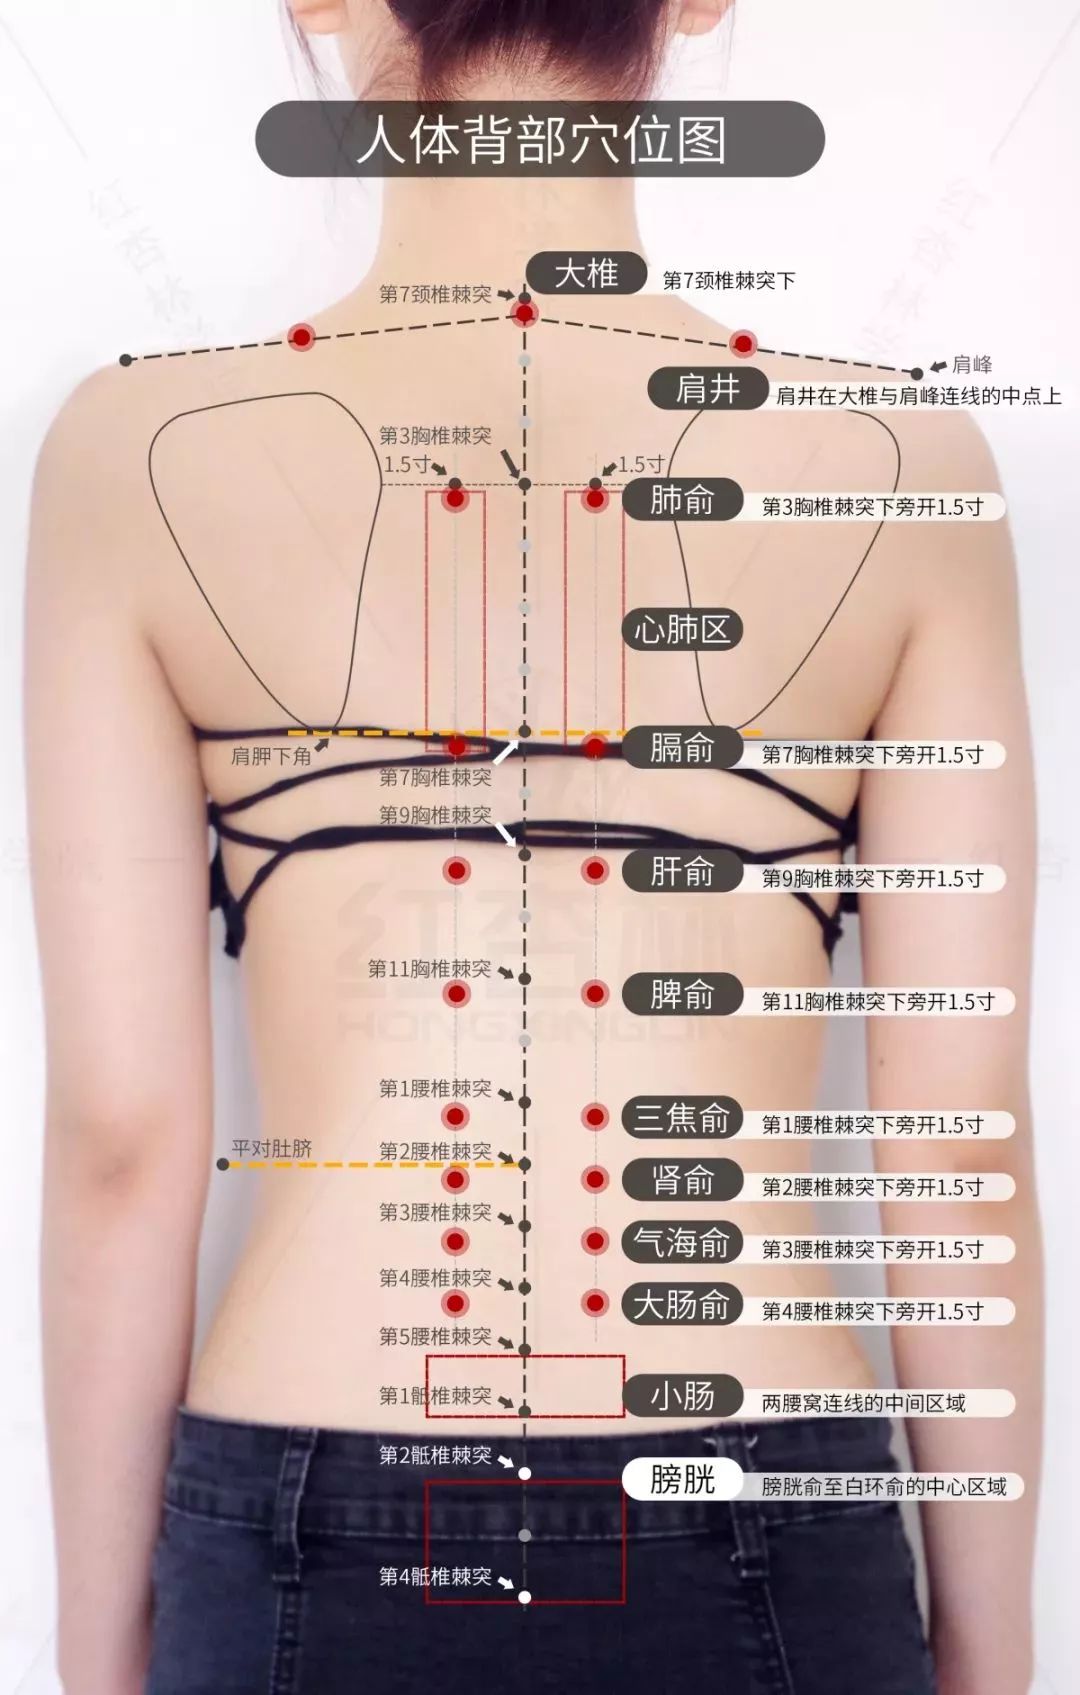 人体背部穴位图
大椎
第7颈椎棘突下
第7颈椎棘突
肩峰
肩井
肩井在大椎与肩峰连线的中点上
第3胸椎棘突
1.5寸
1.5寸
肺俞
第3胸椎棘突下旁开1.5寸
心肺区
肩胛下角
膈俞
第7胸椎棘突下旁开1.5寸
第7胸椎棘突
第9胸椎棘突
肝俞
第9胸椎棘突下旁开1.5寸
红杏林
HONGXINGLIN
第11胸椎棘突
脾俞
第11胸椎棘突下旁开1.5寸
第1腰椎棘突
三焦俞
第1腰椎棘突下旁开1.5寸
平对肚脐
第2腰椎棘突
肾俞
第2腰椎棘突下旁开1.5寸
第3腰椎棘突
气海俞
第3腰椎棘突下旁开1.5寸
第4腰椎棘突
大肠俞
第4腰椎棘突下旁开1.5寸
第5腰椎棘突
第1骶椎棘突
小肠
两腰窝连线的中间区域
第2骶椎棘突
膀胱
膀胱俞至白环俞的中心区域
第4骶椎棘突